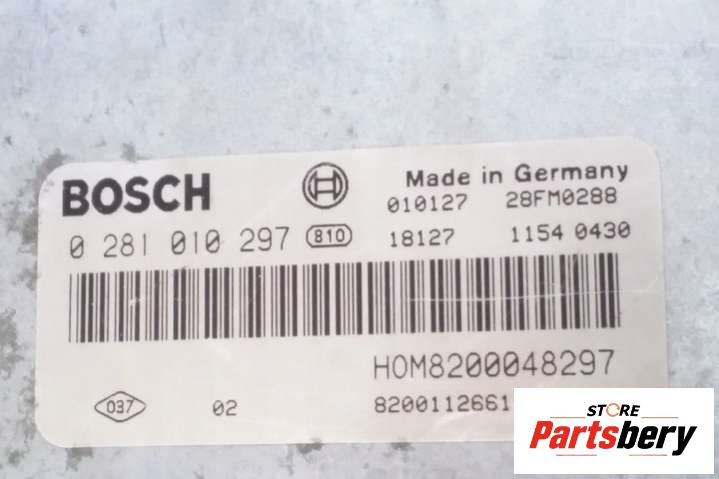 BOSCH Made in Germany
010127 28FM0288
0 281 010 297 810 18127 1154 0430
HOM8200048297
037 02 8200112661
STORE
Partsbery